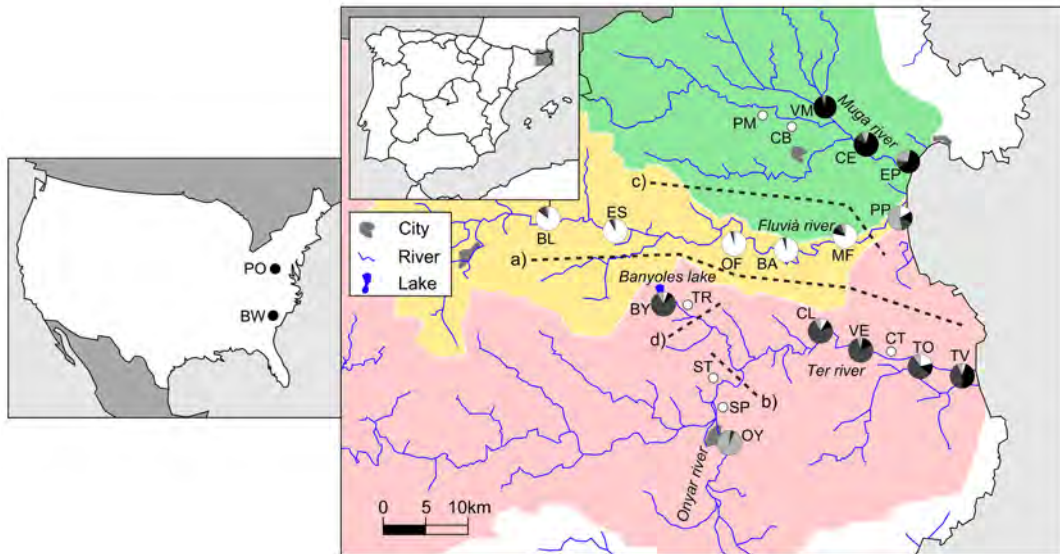 PO
BW
City
River
Lake
VM
Muga river
PM
CB
CE
EP
c)
PP
ES
BL
Fluvià river
OF
BA
MF
a)
Banyoles lake
BY
TR
CL
d)
VE
CT
TO
TV
Ter river
ST
b)
SP
OY
Onyar river
0 5 10km